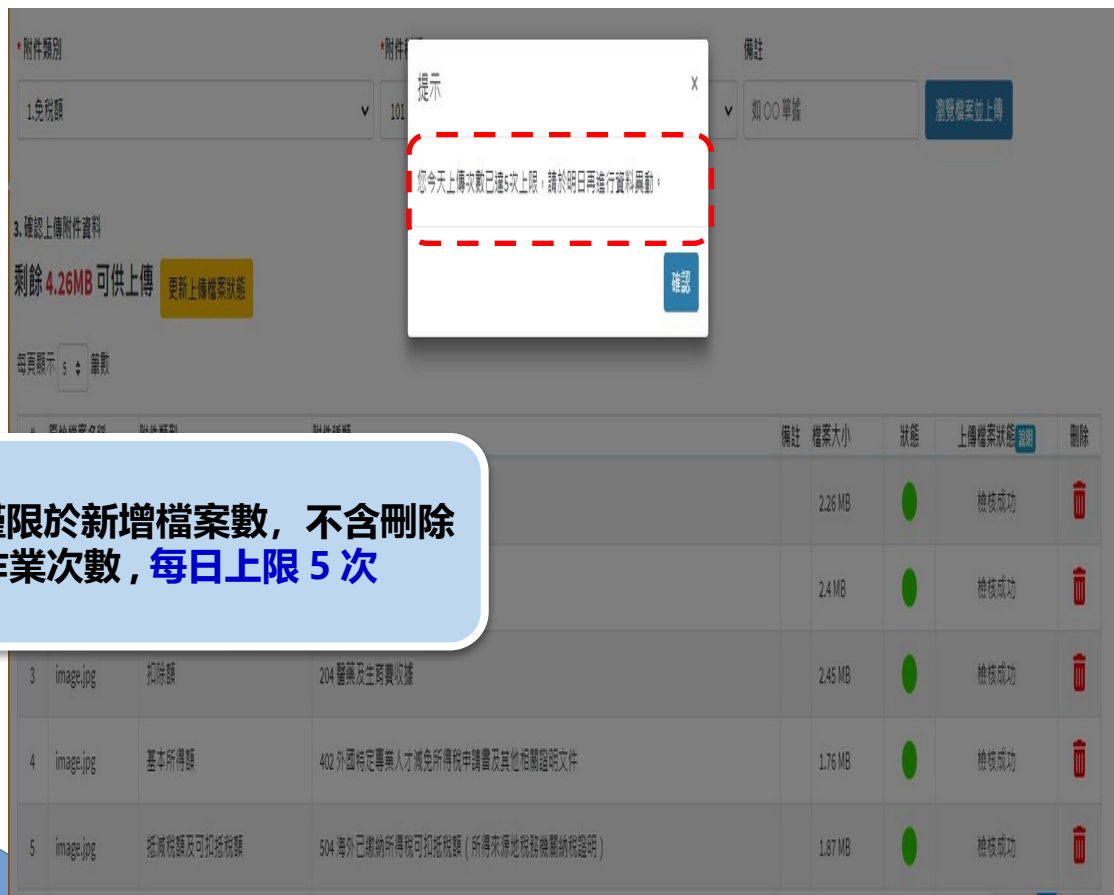 *附件類別
備註
1.免稅額
101
如○○單據
瀏覽檔案並上傳
提示
x
您今天上傳次數已達5次上限，請於明日再進行資料異動。
確認
3. 確認上傳附件資料
剩餘 4.26MB 可供上傳 更新上傳檔案狀態
每頁顯示 5 筆數
備註 檔案大小 狀態 上傳檔案狀態 說明 刪除
2.26 MB 檢核成功
限於新增檔案數，不含刪除
業次數 , 每日上限 5 次
2.4 MB 檢核成功
3 image.jpg 扣除額 204 醫藥及生育費收據 2.45 MB 檢核成功
4 image.jpg 基本所得額 402 外國特定專業人才減免所得稅申請書及其他相關證明文件 1.76 MB 檢核成功
5 image.jpg 抵減稅額及可扣抵稅額 504 海外已繳納所得稅可扣抵稅額 ( 所得來源地稅務機關納稅證明 ) 1.87 MB 檢核成功